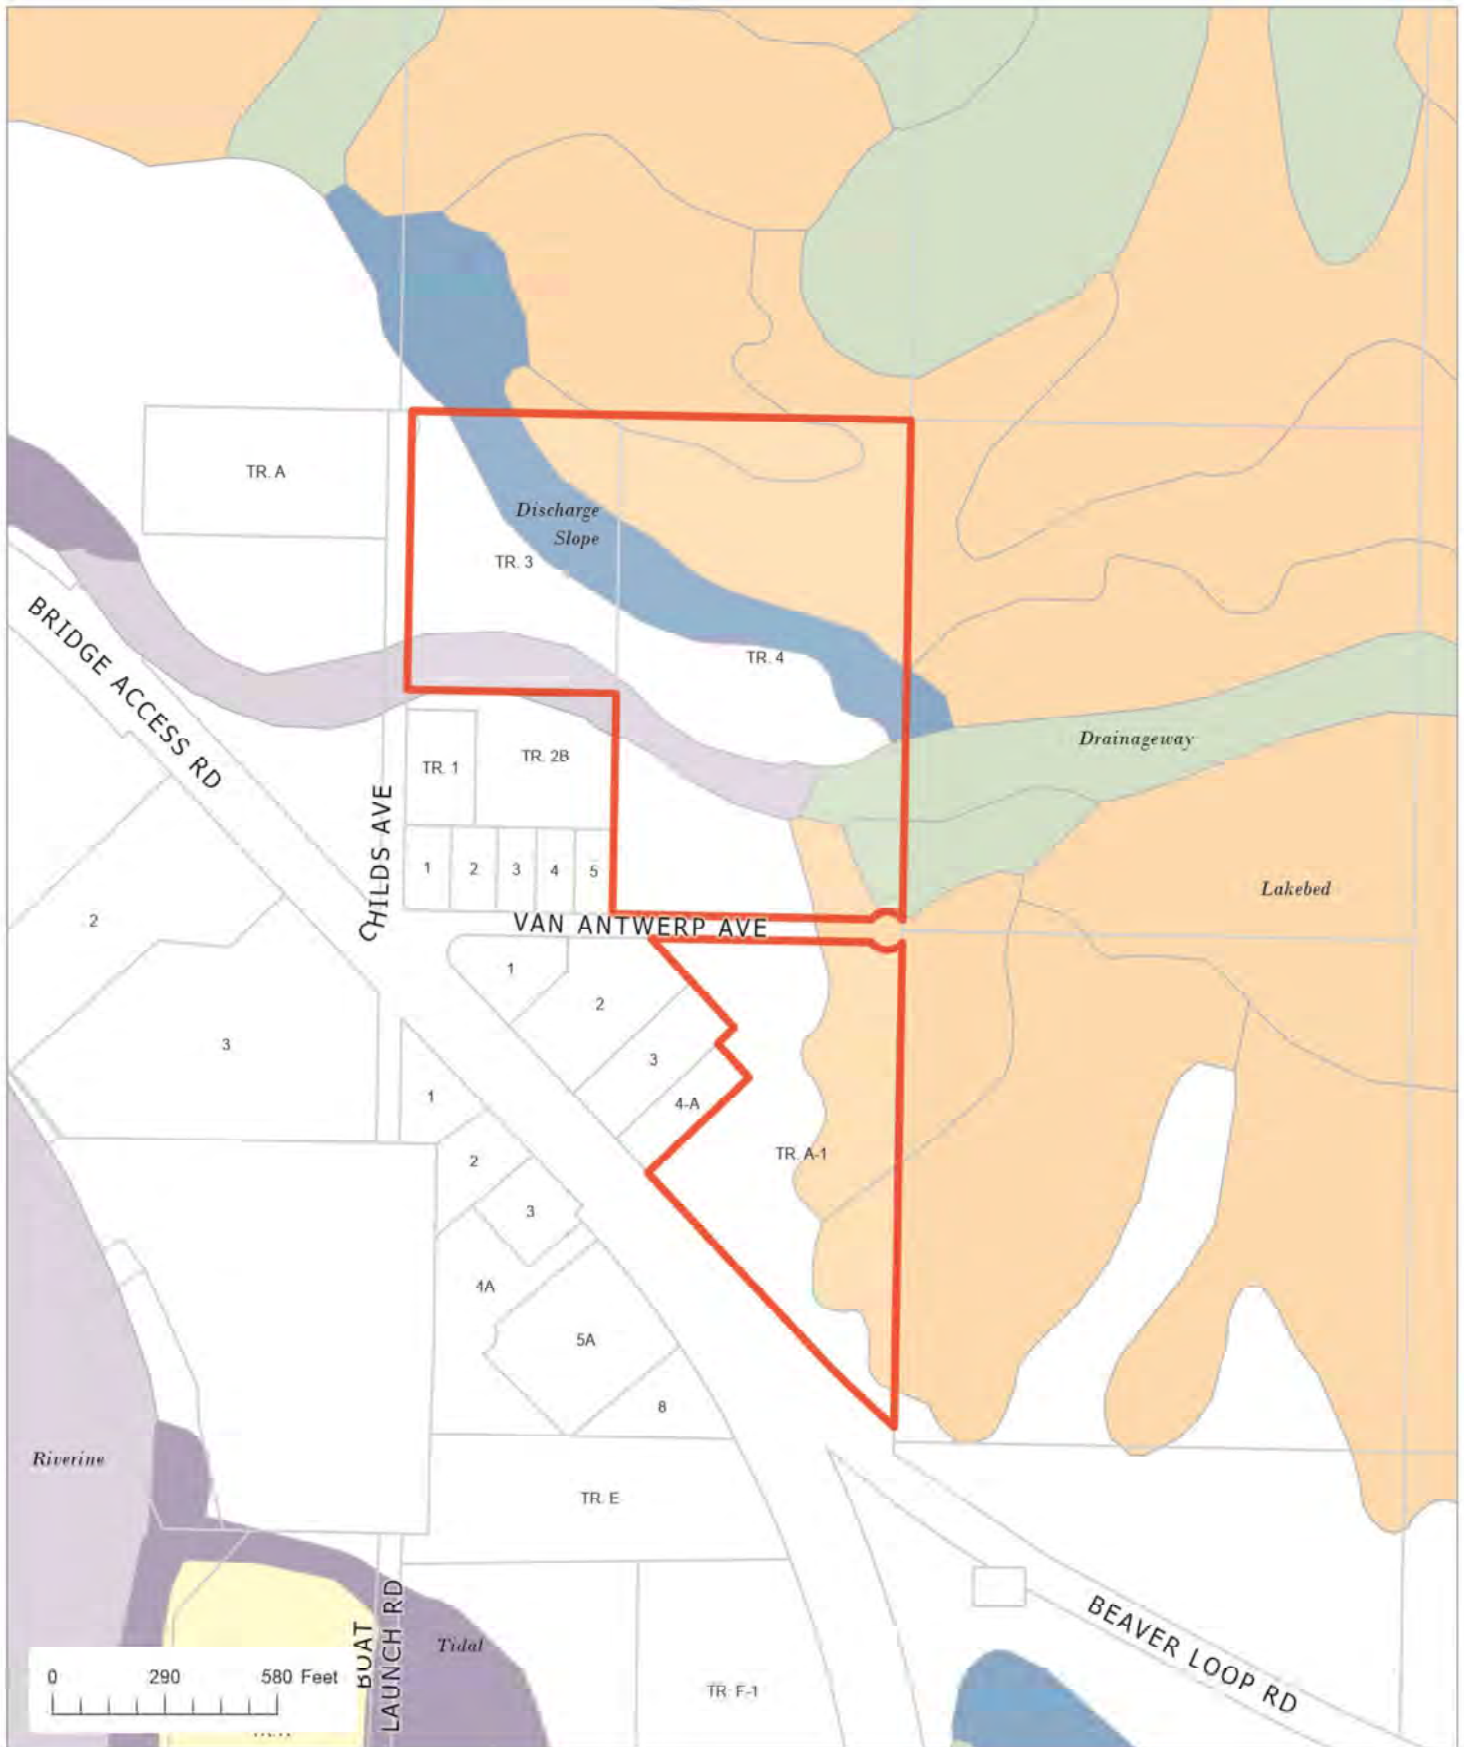 TR. A
Discharge
Slope
TR. 3
BRIDGE ACCESS RD
TR. 4
Drainageway
TR. 1
TR. 2B
CHILDS AVE
1
2
3
4
5
Lakebed
2
VAN ANTWERP AVE
1
2
3
3
1
4-A
2
TR. A-1
3
4A
5A
8
Riverine
TR. E
BOAT
LAUNCH RD
Tidal
BEAVER LOOP RD
0
290
580 Feet
TR. F-1